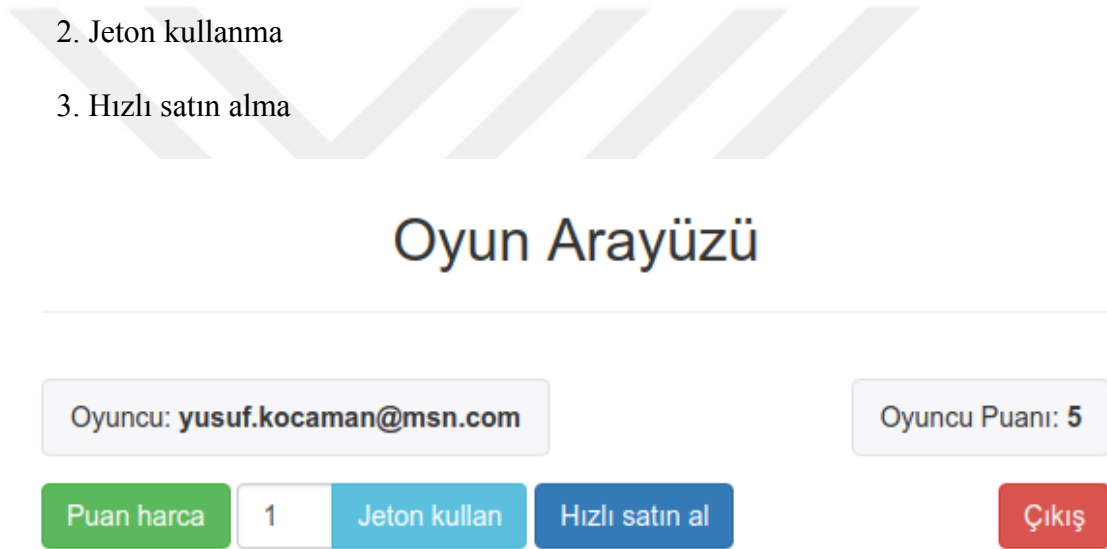 2. Jeton kullanma
3. Hızlı satın alma
Oyun Arayüzü
Oyuncu: yusuf.kocaman@msn.com Oyuncu Puanı: 5
Puan harca 1 Jeton kullan Hızlı satın al Çıkış